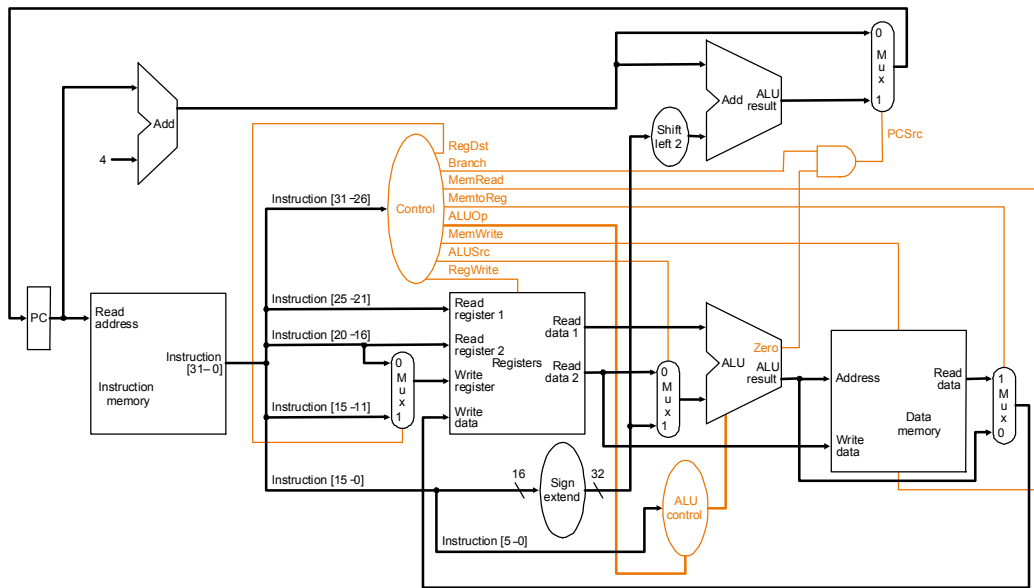 0
M
u
x
1
Add
ALU
result
Add
Shift
left 2
PCSrc
4
RegDst
Branch
MemRead
MemtoReg
ALUOp
MemWrite
ALUSrc
RegWrite
Control
Instruction [31–26]
Instruction [25–21]
Instruction [20–16]
Instruction [15–11]
Instruction [15–0]
Instruction [5–0]
PC
Read
address
Instruction
[31–0]
Instruction
memory
0
M
u
x
1
Read
register 1
Read
register 2
Write
register
Write
data
Registers
Read
data 1
Read
data 2
0
M
u
x
1
Zero
ALU
ALU
result
Address
Write
data
Read
data
Data
memory
1
M
u
x
0
16
Sign
extend
32
ALU
control